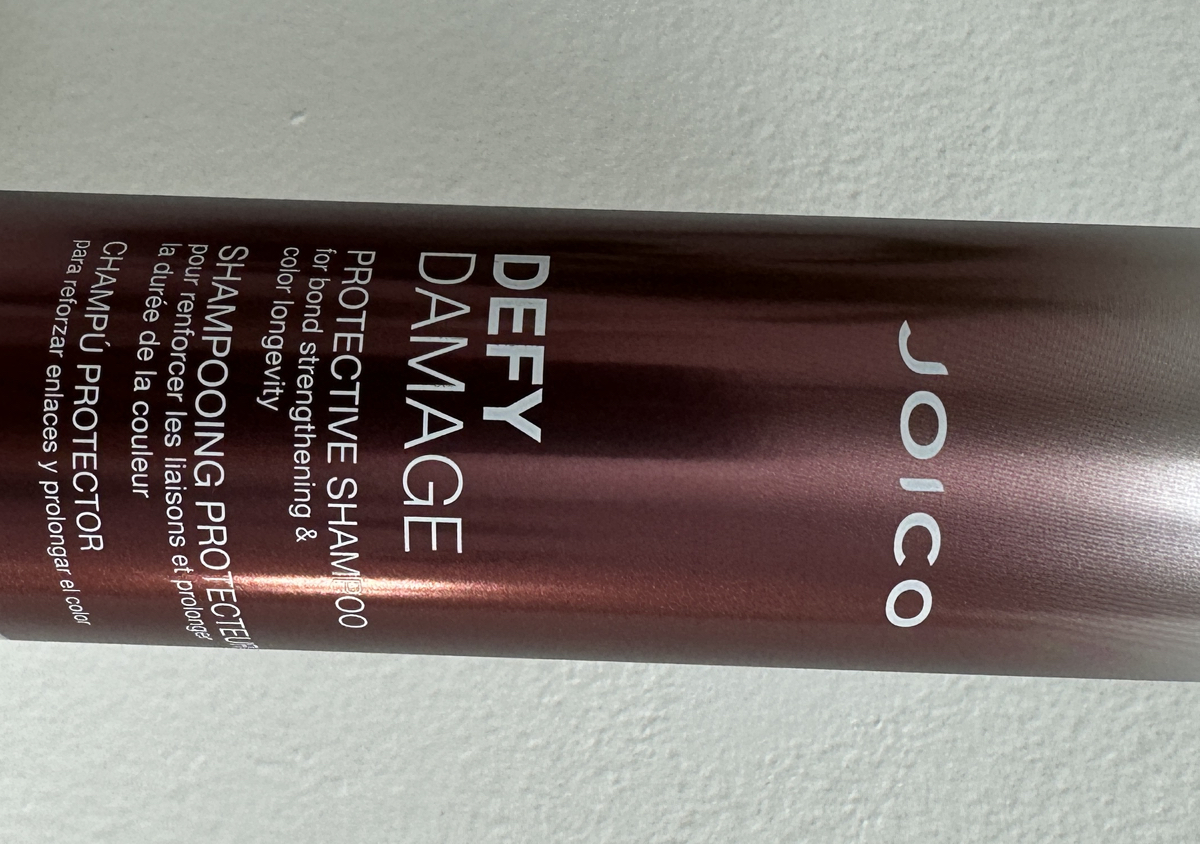 JOICO
DEFY
DAMAGE
PROTECTIVE SHAMPOO
for bond strengthening &
color longevity
SHAMPOOING PROTECTEUR
pour renforcer les liaisons et prolonger
la durée de la couleur
CHAMPÚ PROTECTOR
para reforzar enlaces y prolongar el color